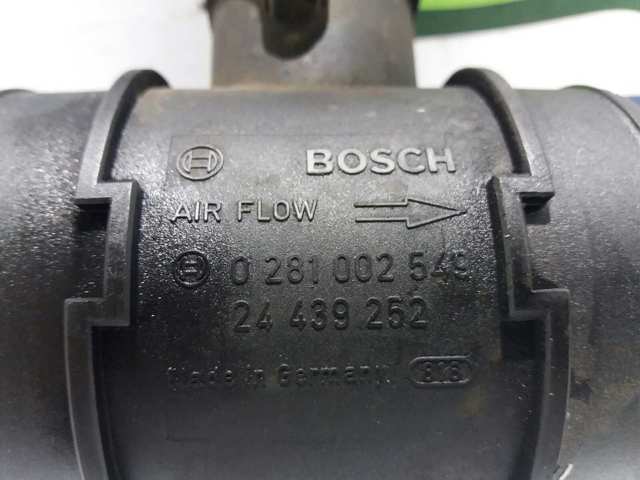 BOSCH
AIR FLOW
0 281 002 549
24 439 252
Made in Germany